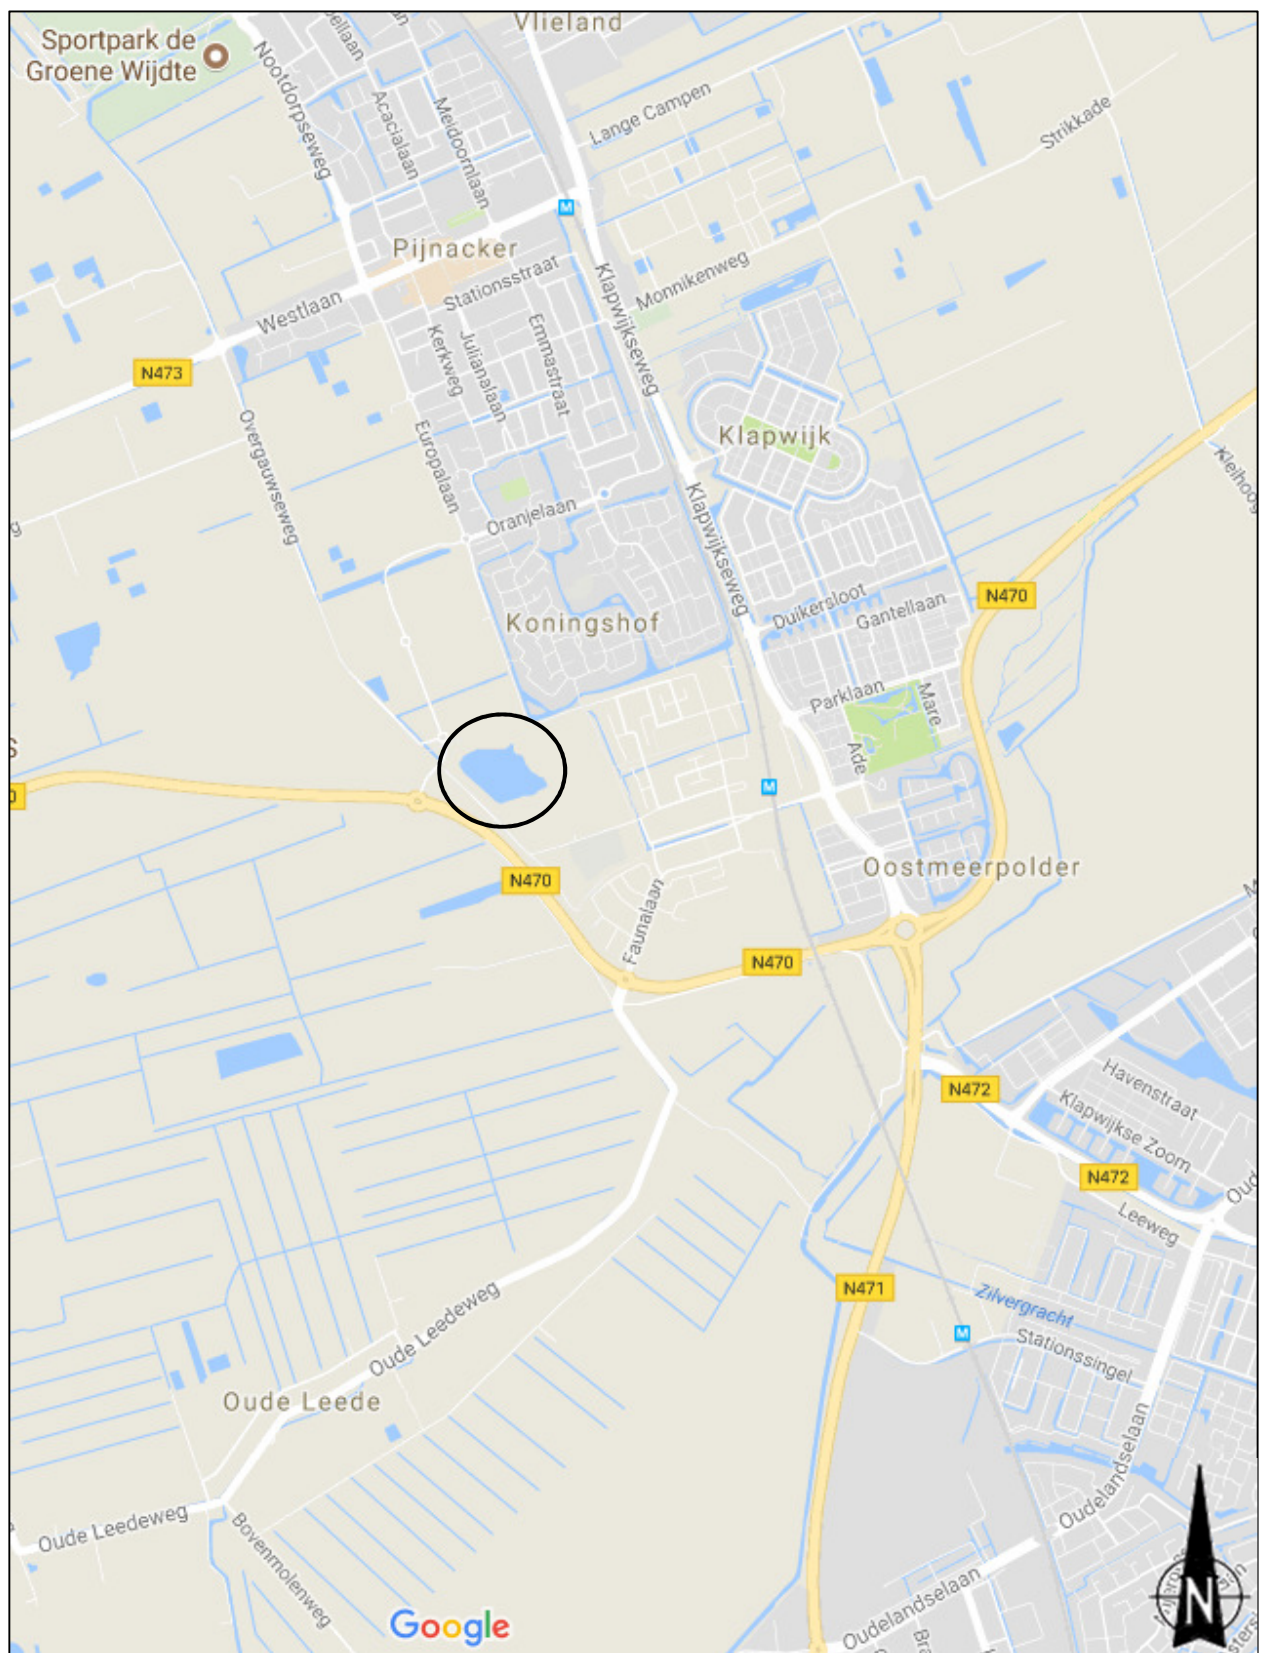 Vlieland
Sportpark de
Groene Wijdte
Nootdorpseweg
Acacialaan
Meidoornlaan
Lange Campen
Strikkade
M
Pijnacker
Stationsstraat
Klapwijkseweg
Monnikenweg
Westlaan
Kerkweg
Julianalaan
Emmastraat
N473
Overgauwseweg
Europalaan
Klapwijk
Oranjelaan
Klapwijkseweg
Kleihoog
Koningshof
Duikersloot
Gantellaan
N470
Parklaan
Mare
Ade
S
M
N470
Oostmeerpolder
Faunalaan
N470
N472
Havenstraat
Klapwijkse Zoom
N472
Leeweg
Oud
N471
Zilvergracht
M
Stationssingel
Oude Leedeweg
Oude Leede
Oudelandselaan
Oude Leedeweg
Bovenmolenweg
Oudelandselaan
Bra
Google
N